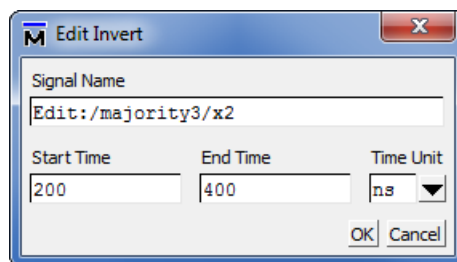 Edit Invert
Signal Name
Edit:/majority3/x2
Start Time End Time Time Unit
200 400 ns
OK Cancel